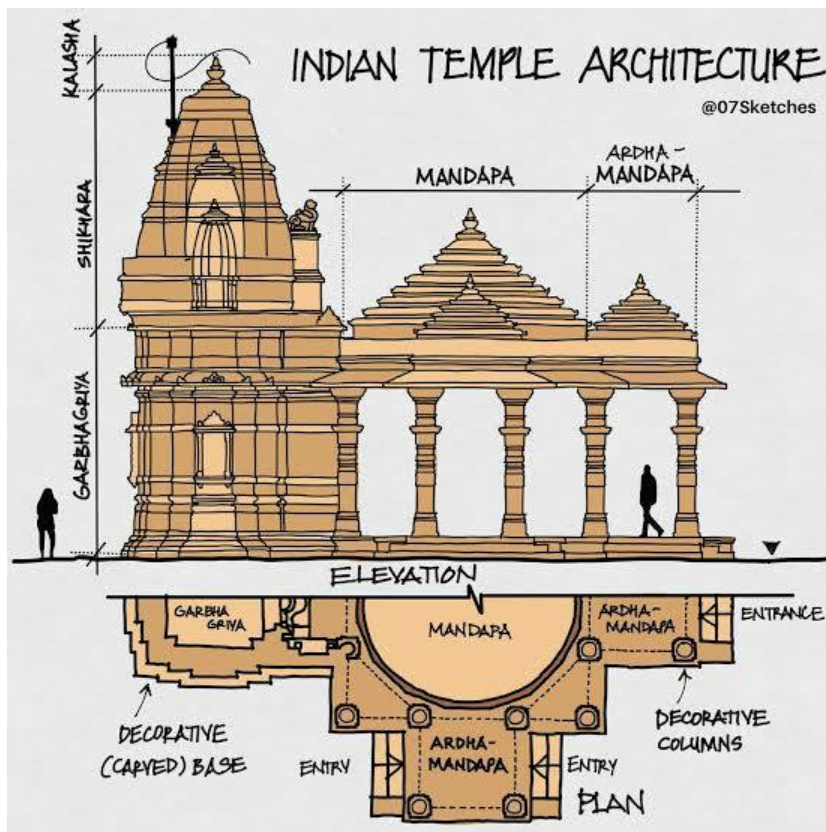 INDIAN TEMPLE ARCHITECTURE
@07Sketches
KALASHA
SHIKHARA
GARBHAGRIYA
MANDAPA
ARDHA-
MANDAPA
ELEVATION
GARBHA
GRIYA
MANDAPA
ARDHA-
MANDAPA
ENTRANCE
DECORATIVE
(CARVED) BASE
ENTRY
ARDHA-
MANDAPA
ENTRY
DECORATIVE
COLUMNS
PLAN